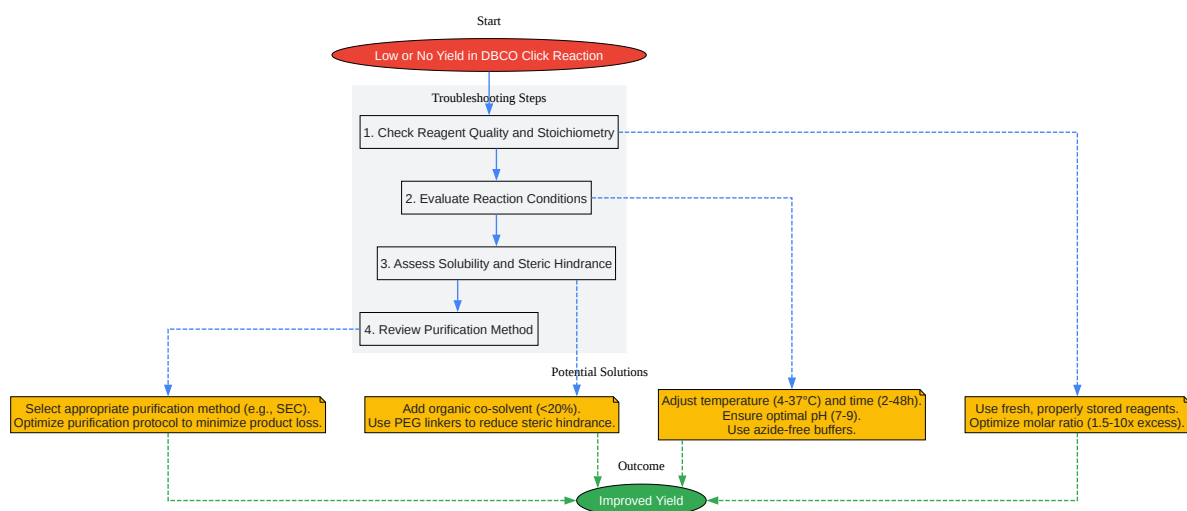 Start
Low or No Yield in DBCO Click Reaction
Troubleshooting Steps
1. Check Reagent Quality and Stoichiometry
2. Evaluate Reaction Conditions
3. Assess Solubility and Steric Hindrance
4. Review Purification Method
Potential Solutions
Select appropriate purification method (e.g., SEC).
Optimize purification protocol to minimize product loss.
Add organic co-solvent (<20%).
Use PEG linkers to reduce steric hindrance.
Adjust temperature (4-37°C) and time (2-48h).
Ensure optimal pH (7-9).
Use azide-free buffers.
Use fresh, properly stored reagents.
Optimize molar ratio (1.5-10x excess).
Outcome
Improved Yield